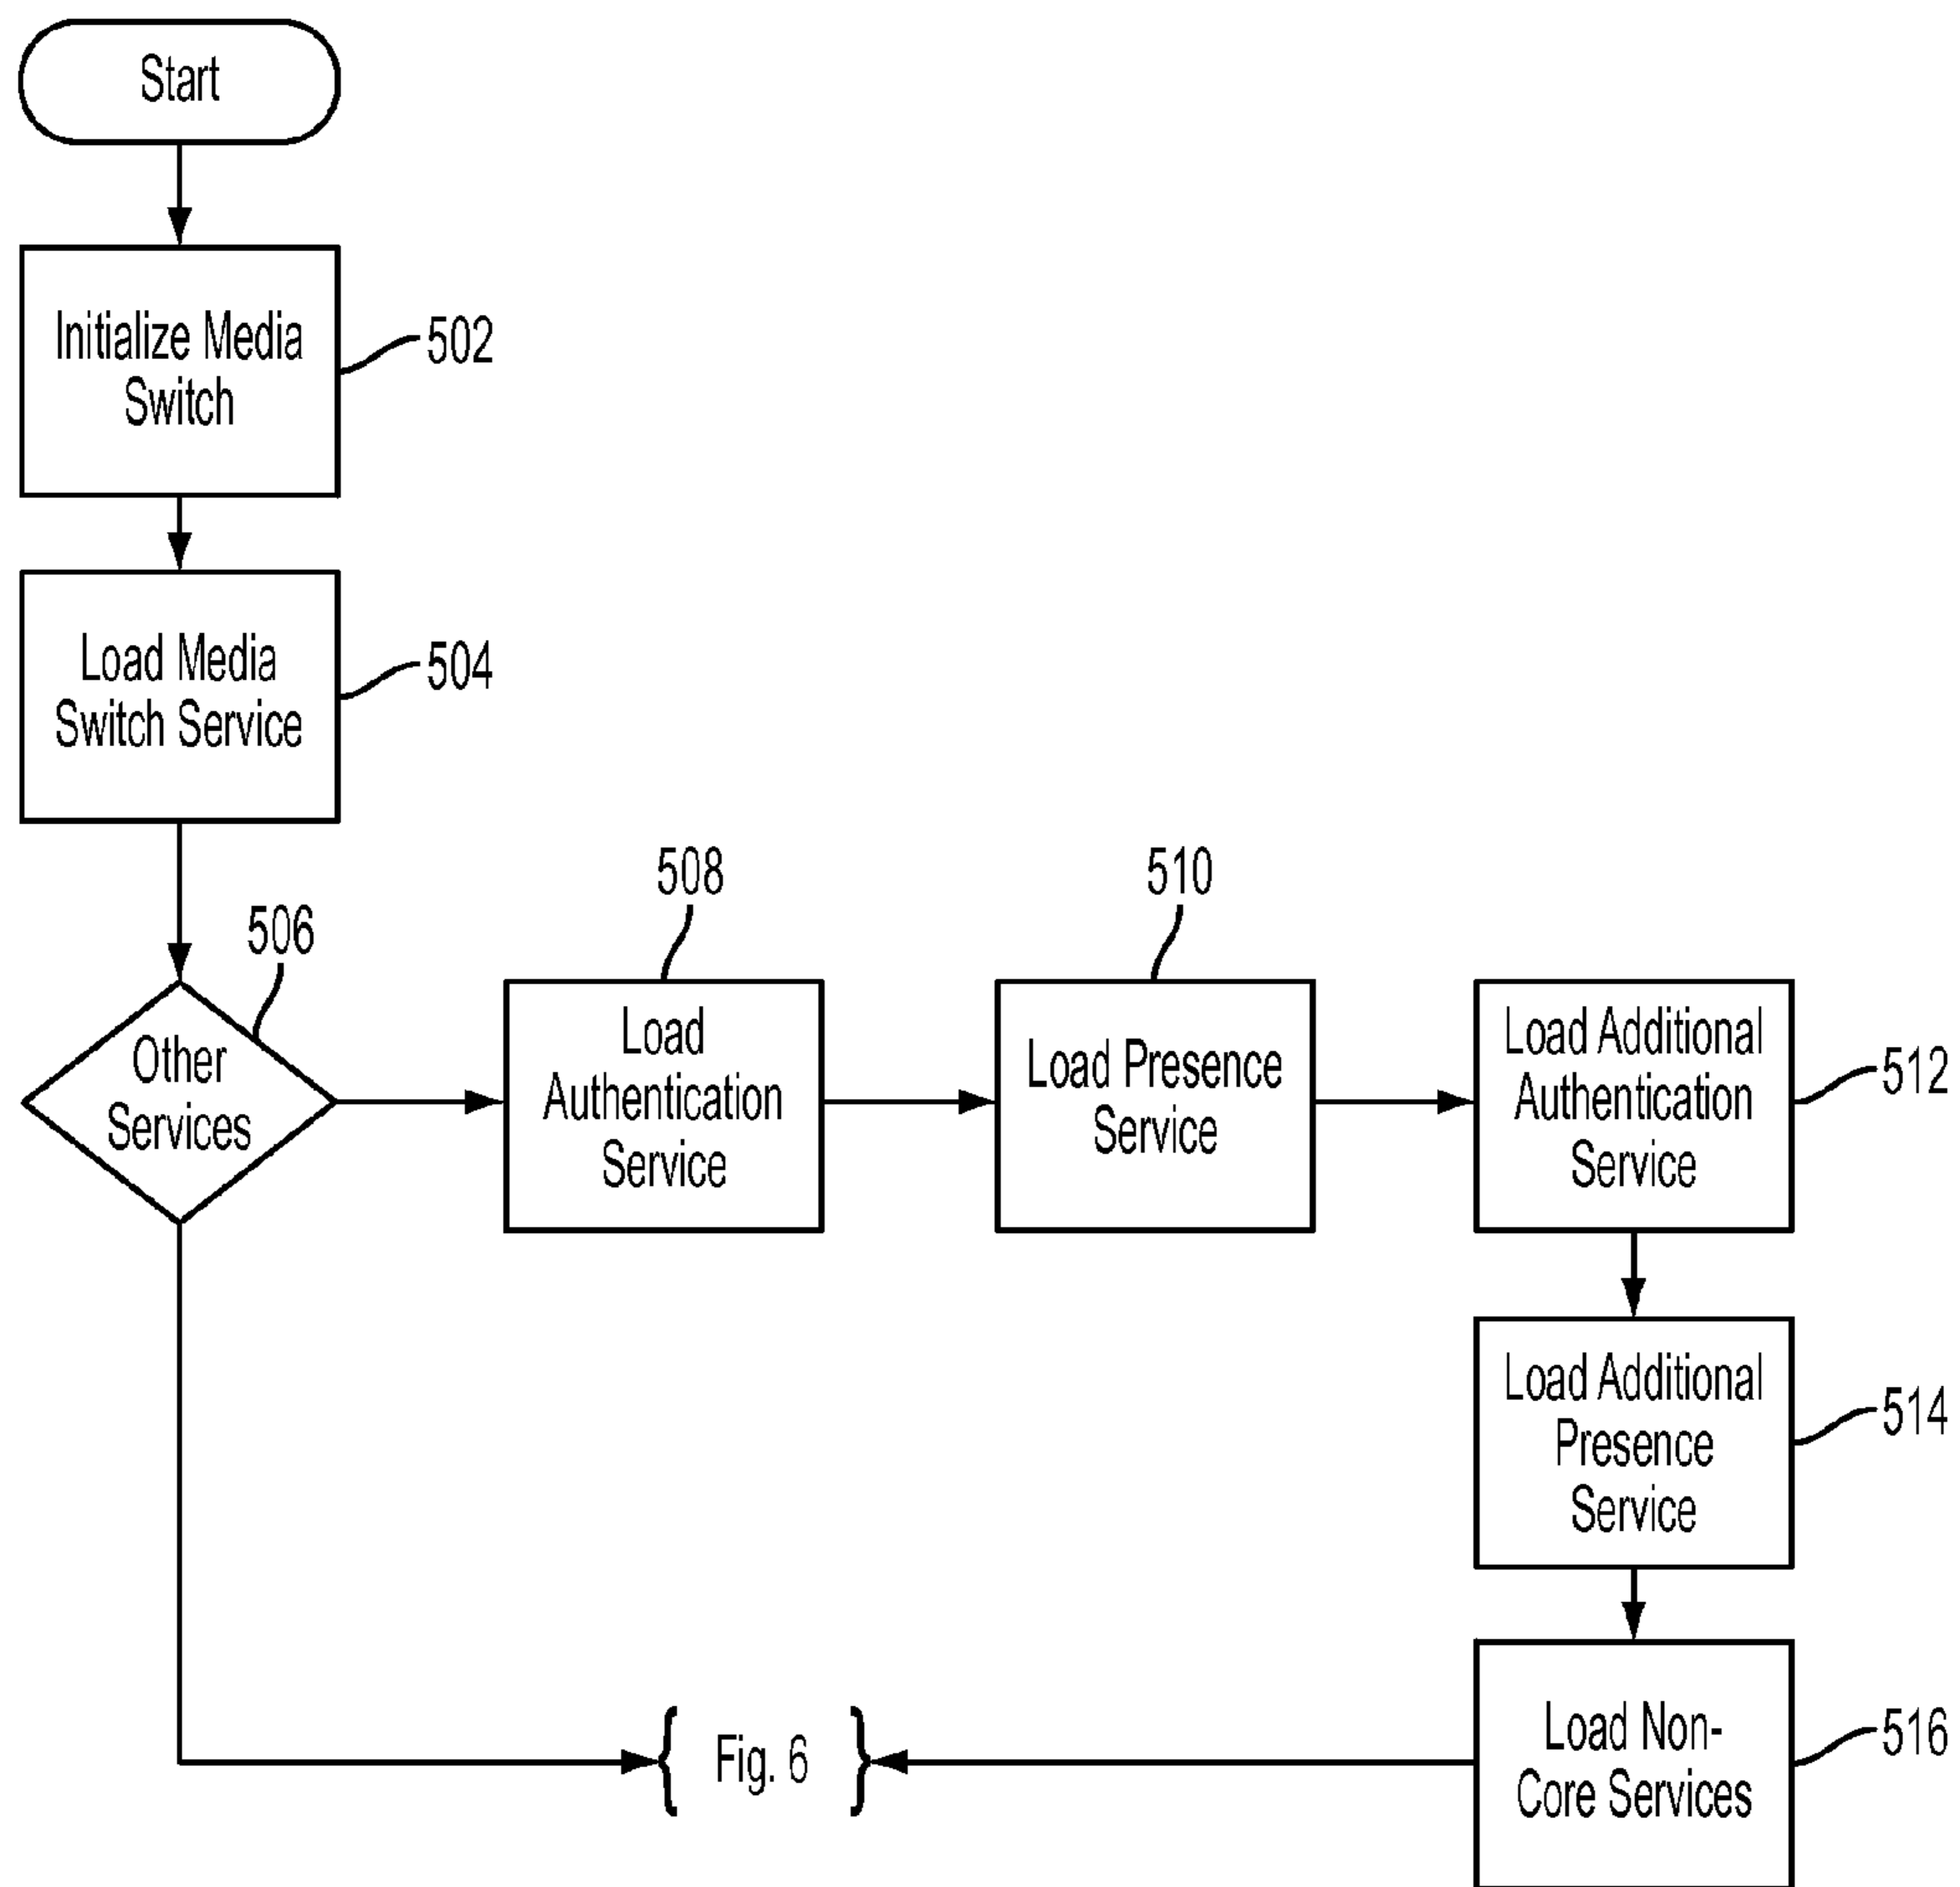 Start
Initialize Media
Switch
502
Load Media
Switch Service
504
506
Other
Services
508
Load
Authentication
Service
510
Load Presence
Service
Load Additional
Authentication
Service
512
Load Additional
Presence
Service
514
Load Non-
Core Services
516
{ Fig. 6 }